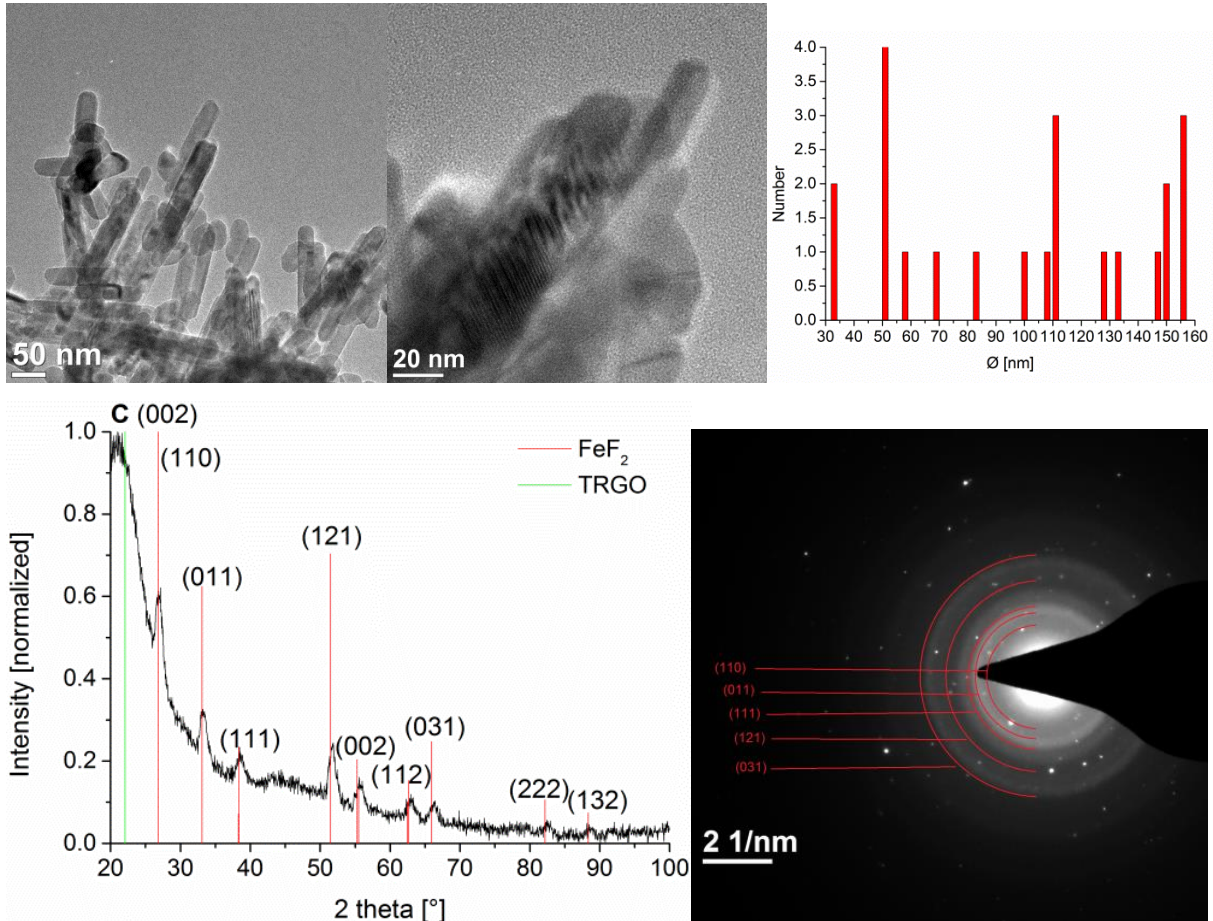 50 nm
20 nm
4.0
3.5
3.0
2.5
2.0
1.5
1.0
0.5
0.0
Number
30 40 50 60 70 80 90 100 110 120 130 140 150 160
Ø [nm]
C (002)
(110)
(011)
(111)
(121)
(002)
(112)
(031)
(222)
(132)
FeF₂
TRGO
1.0
0.8
0.6
0.4
0.2
0.0
Intensity [normalized]
20 30 40 50 60 70 80 90 100
2 theta [°]
(110)
(011)
(111)
(121)
(031)
2 1/nm